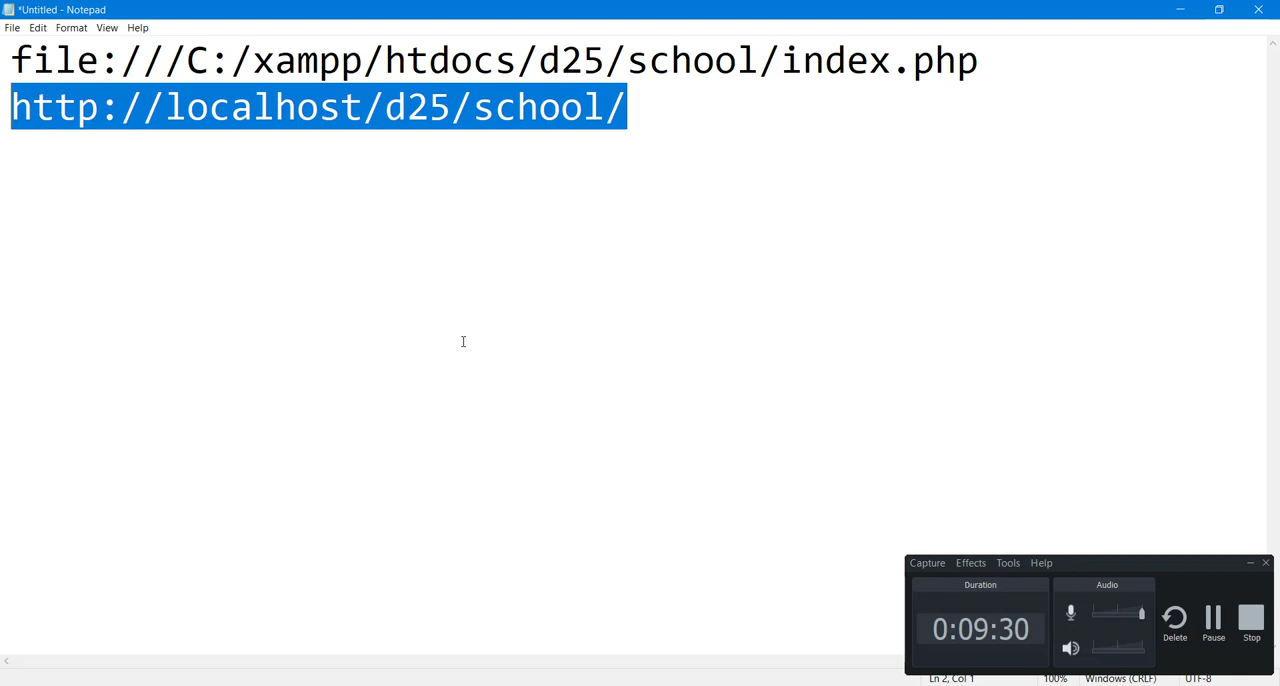 *Untitled - Notepad
File Edit Format View Help
file:///C:/xampp/htdocs/d25/school/index.php
http://localhost/d25/school/
Capture Effects Tools Help
Duration Audio
0:09:30
Delete Pause Stop
Ln 2, Col 1 100% Windows (CRLF) UTF-8